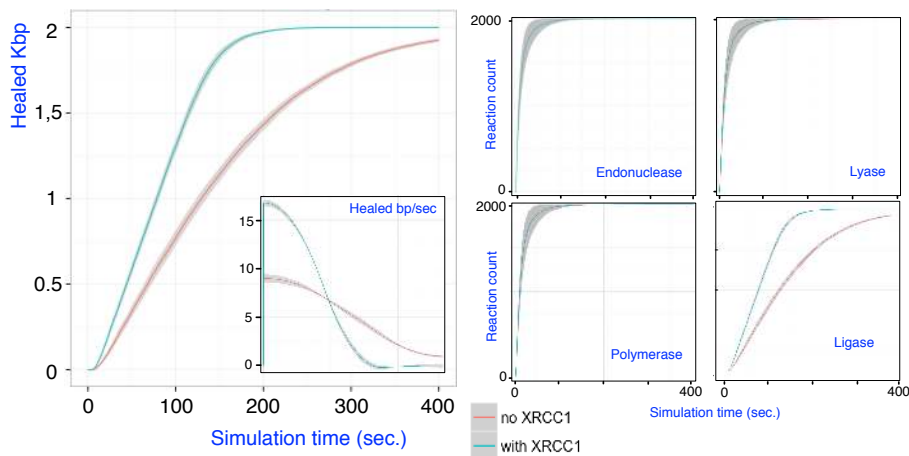 Healed Kbp
2
1,5
1
0.5
0
0
100
200
300
400
Simulation time (sec.)
Healed bp/sec
15
10
5
0
Reaction count
2000
0
Endonuclease
Lyase
Reaction count
2000
0
Polymerase
0
200
400
Ligase
0
200
400
Simulation time (sec.)
no XRCC1
with XRCC1